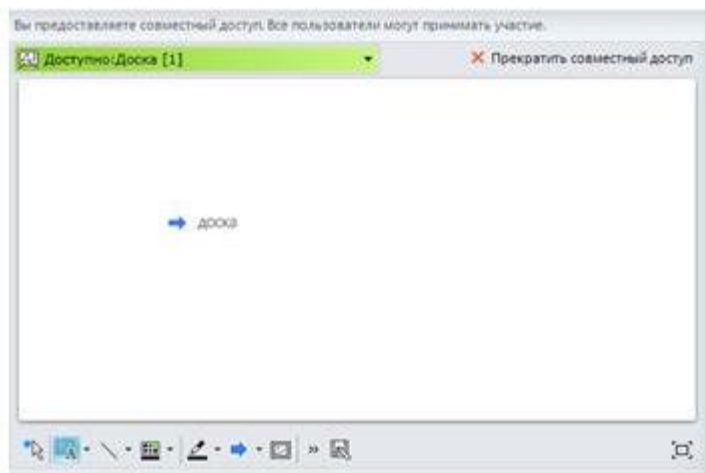 Вы предоставляете совместный доступ. Все пользователи могут принимать участие.
Доступно:Доска [1]
Прекратить совместный доступ
доска